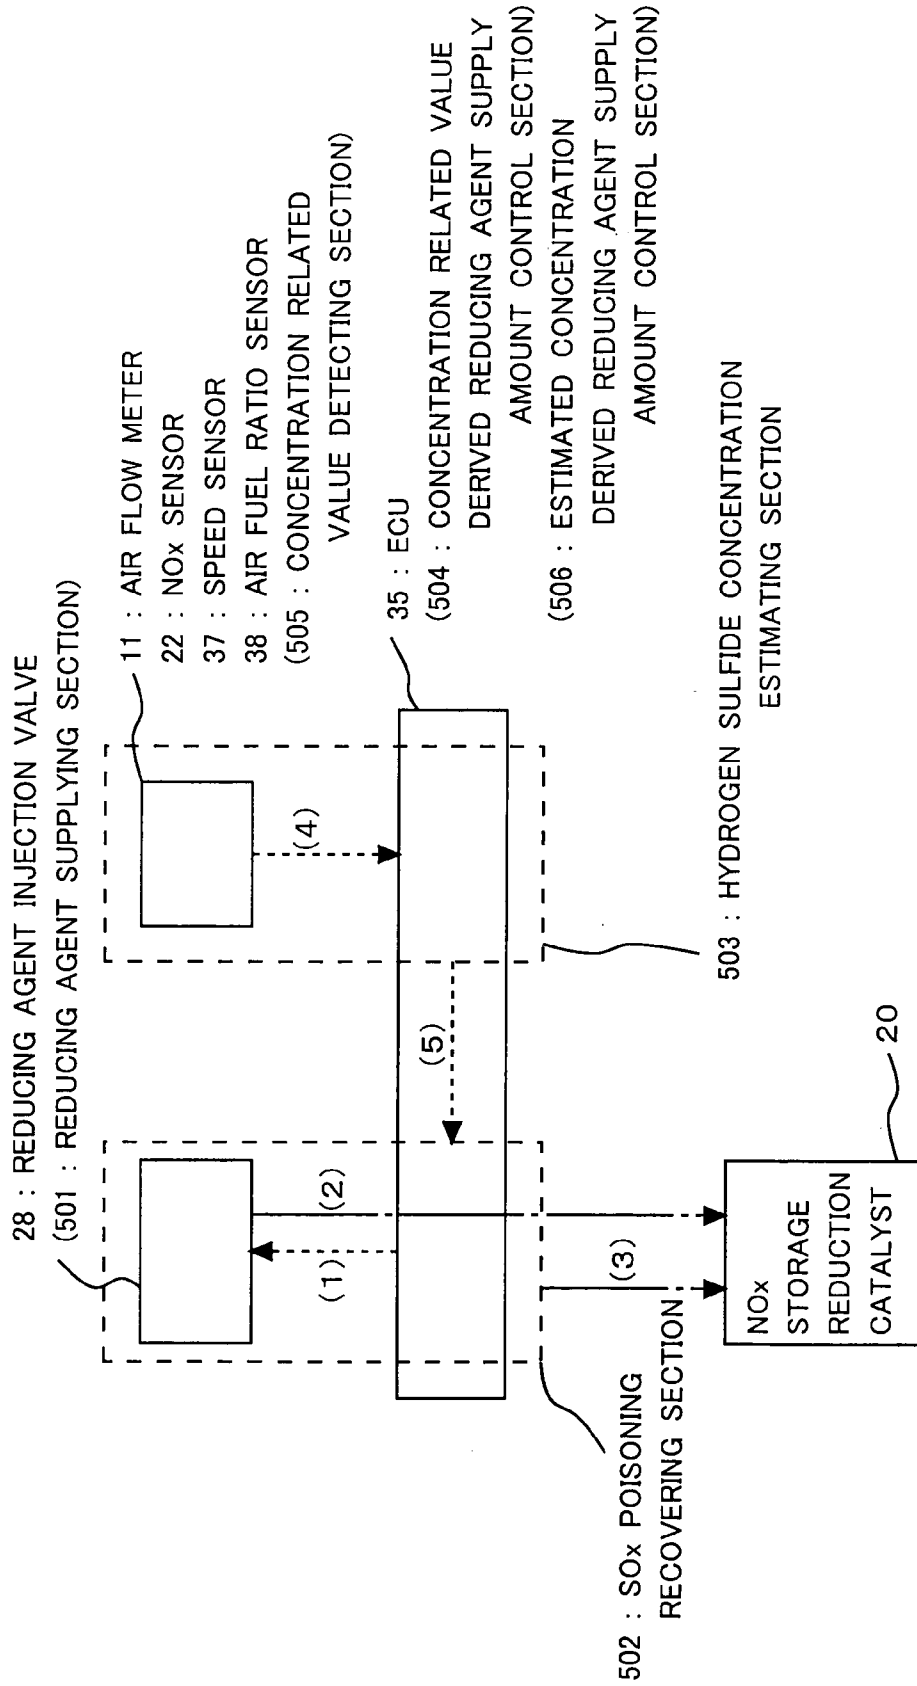 28 : REDUCING AGENT INJECTION VALVE
(501 : REDUCING AGENT SUPPLYING SECTION)
11 : AIR FLOW METER
22 : NOx SENSOR
37 : SPEED SENSOR
38 : AIR FUEL RATIO SENSOR
(505 : CONCENTRATION RELATED
VALUE DETECTING SECTION)
35 : ECU
(504 : CONCENTRATION RELATED VALUE
DERIVED REDUCING AGENT SUPPLY
AMOUNT CONTROL SECTION)
(506 : ESTIMATED CONCENTRATION
DERIVED REDUCING AGENT SUPPLY
AMOUNT CONTROL SECTION)
(1)
(2)
(3)
(4)
(5)
502 : SOx POISONING
RECOVERING SECTION
503 : HYDROGEN SULFIDE CONCENTRATION
ESTIMATING SECTION
NOx
STORAGE
REDUCTION
CATALYST
20